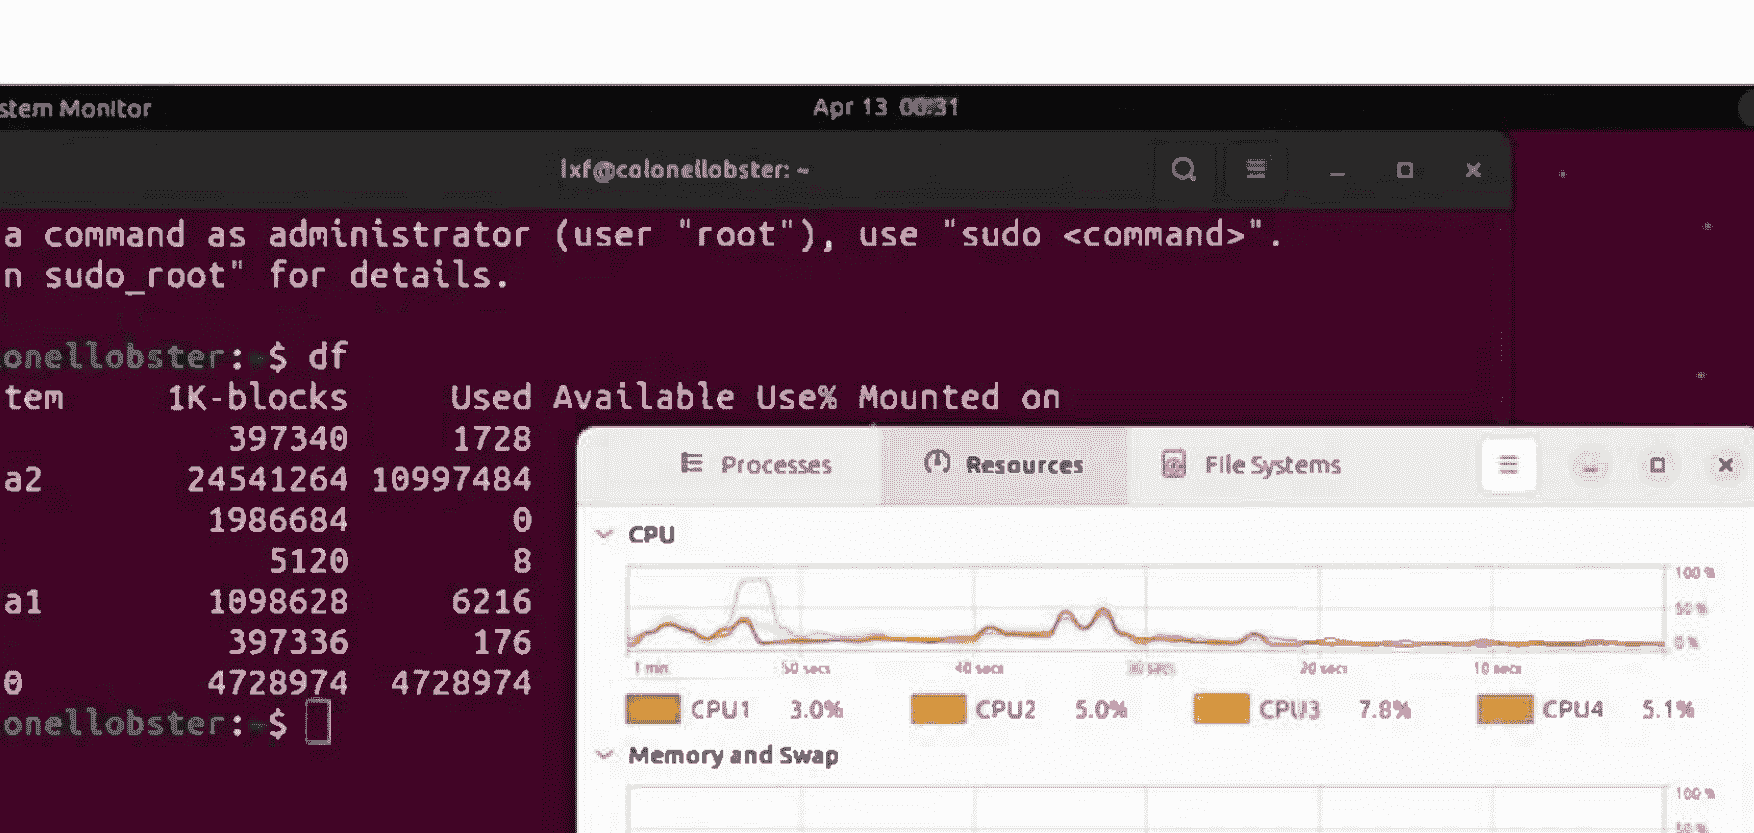 stem Monitor
Apr 13 00:31
lxf@colonellobster: ~
a command as administrator (user "root"), use "sudo <command>".
n sudo_root" for details.
onellobster:~$ df
tem 1K-blocks Used Available Use% Mounted on
397340 1728
a2 24541264 10997484
1986684 0
5120 8
a1 1098628 6216
397336 176
0 4728974 4728974
onellobster:~$
Processes Resources File Systems
CPU
100 %
50 %
0 %
1 min 50 secs 40 secs 30 secs 20 secs 10 secs
CPU1 3.0% CPU2 5.0% CPU3 7.8% CPU4 5.1%
Memory and Swap
100 %
50 %